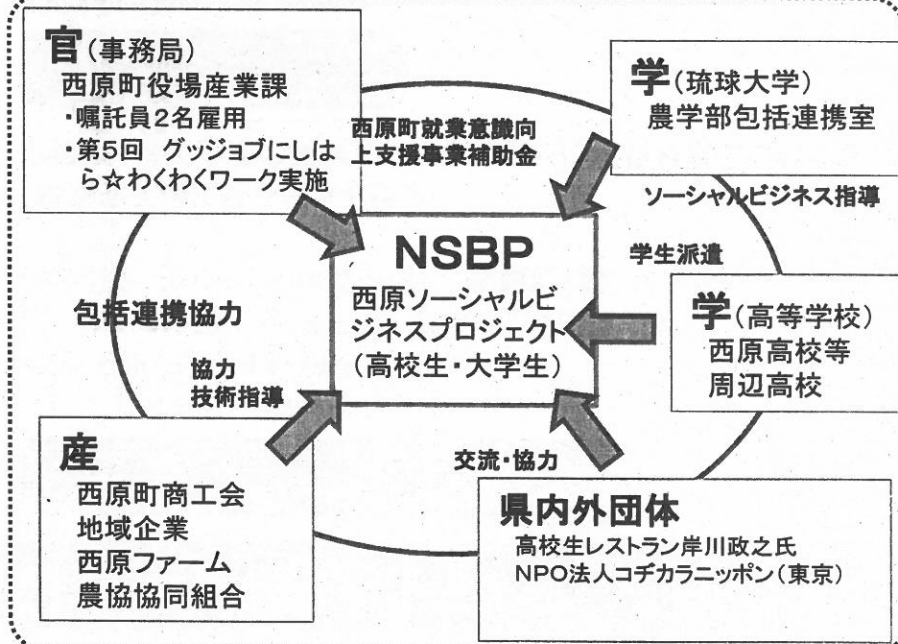 官(事務局)
西原町役場産業課
・嘱託員2名雇用
・第5回 グッジョブにしは
ら☆わくわくワーク実施
西原町就業意識向
上支援事業補助金
学(琉球大学)
農学部包括連携室
ソーシャルビジネス指導
学生派遣
NSBP
西原ソーシャルビ
ジネスプロジェクト
(高校生・大学生)
学(高等学校)
西原高校等
周辺高校
包括連携協力
協力
技術指導
産
西原町商工会
地域企業
西原ファーム
農協協同組合
交流・協力
県内外団体
高校生レストラン岸川政之氏
NPO法人コヂカラニッポン(東京)